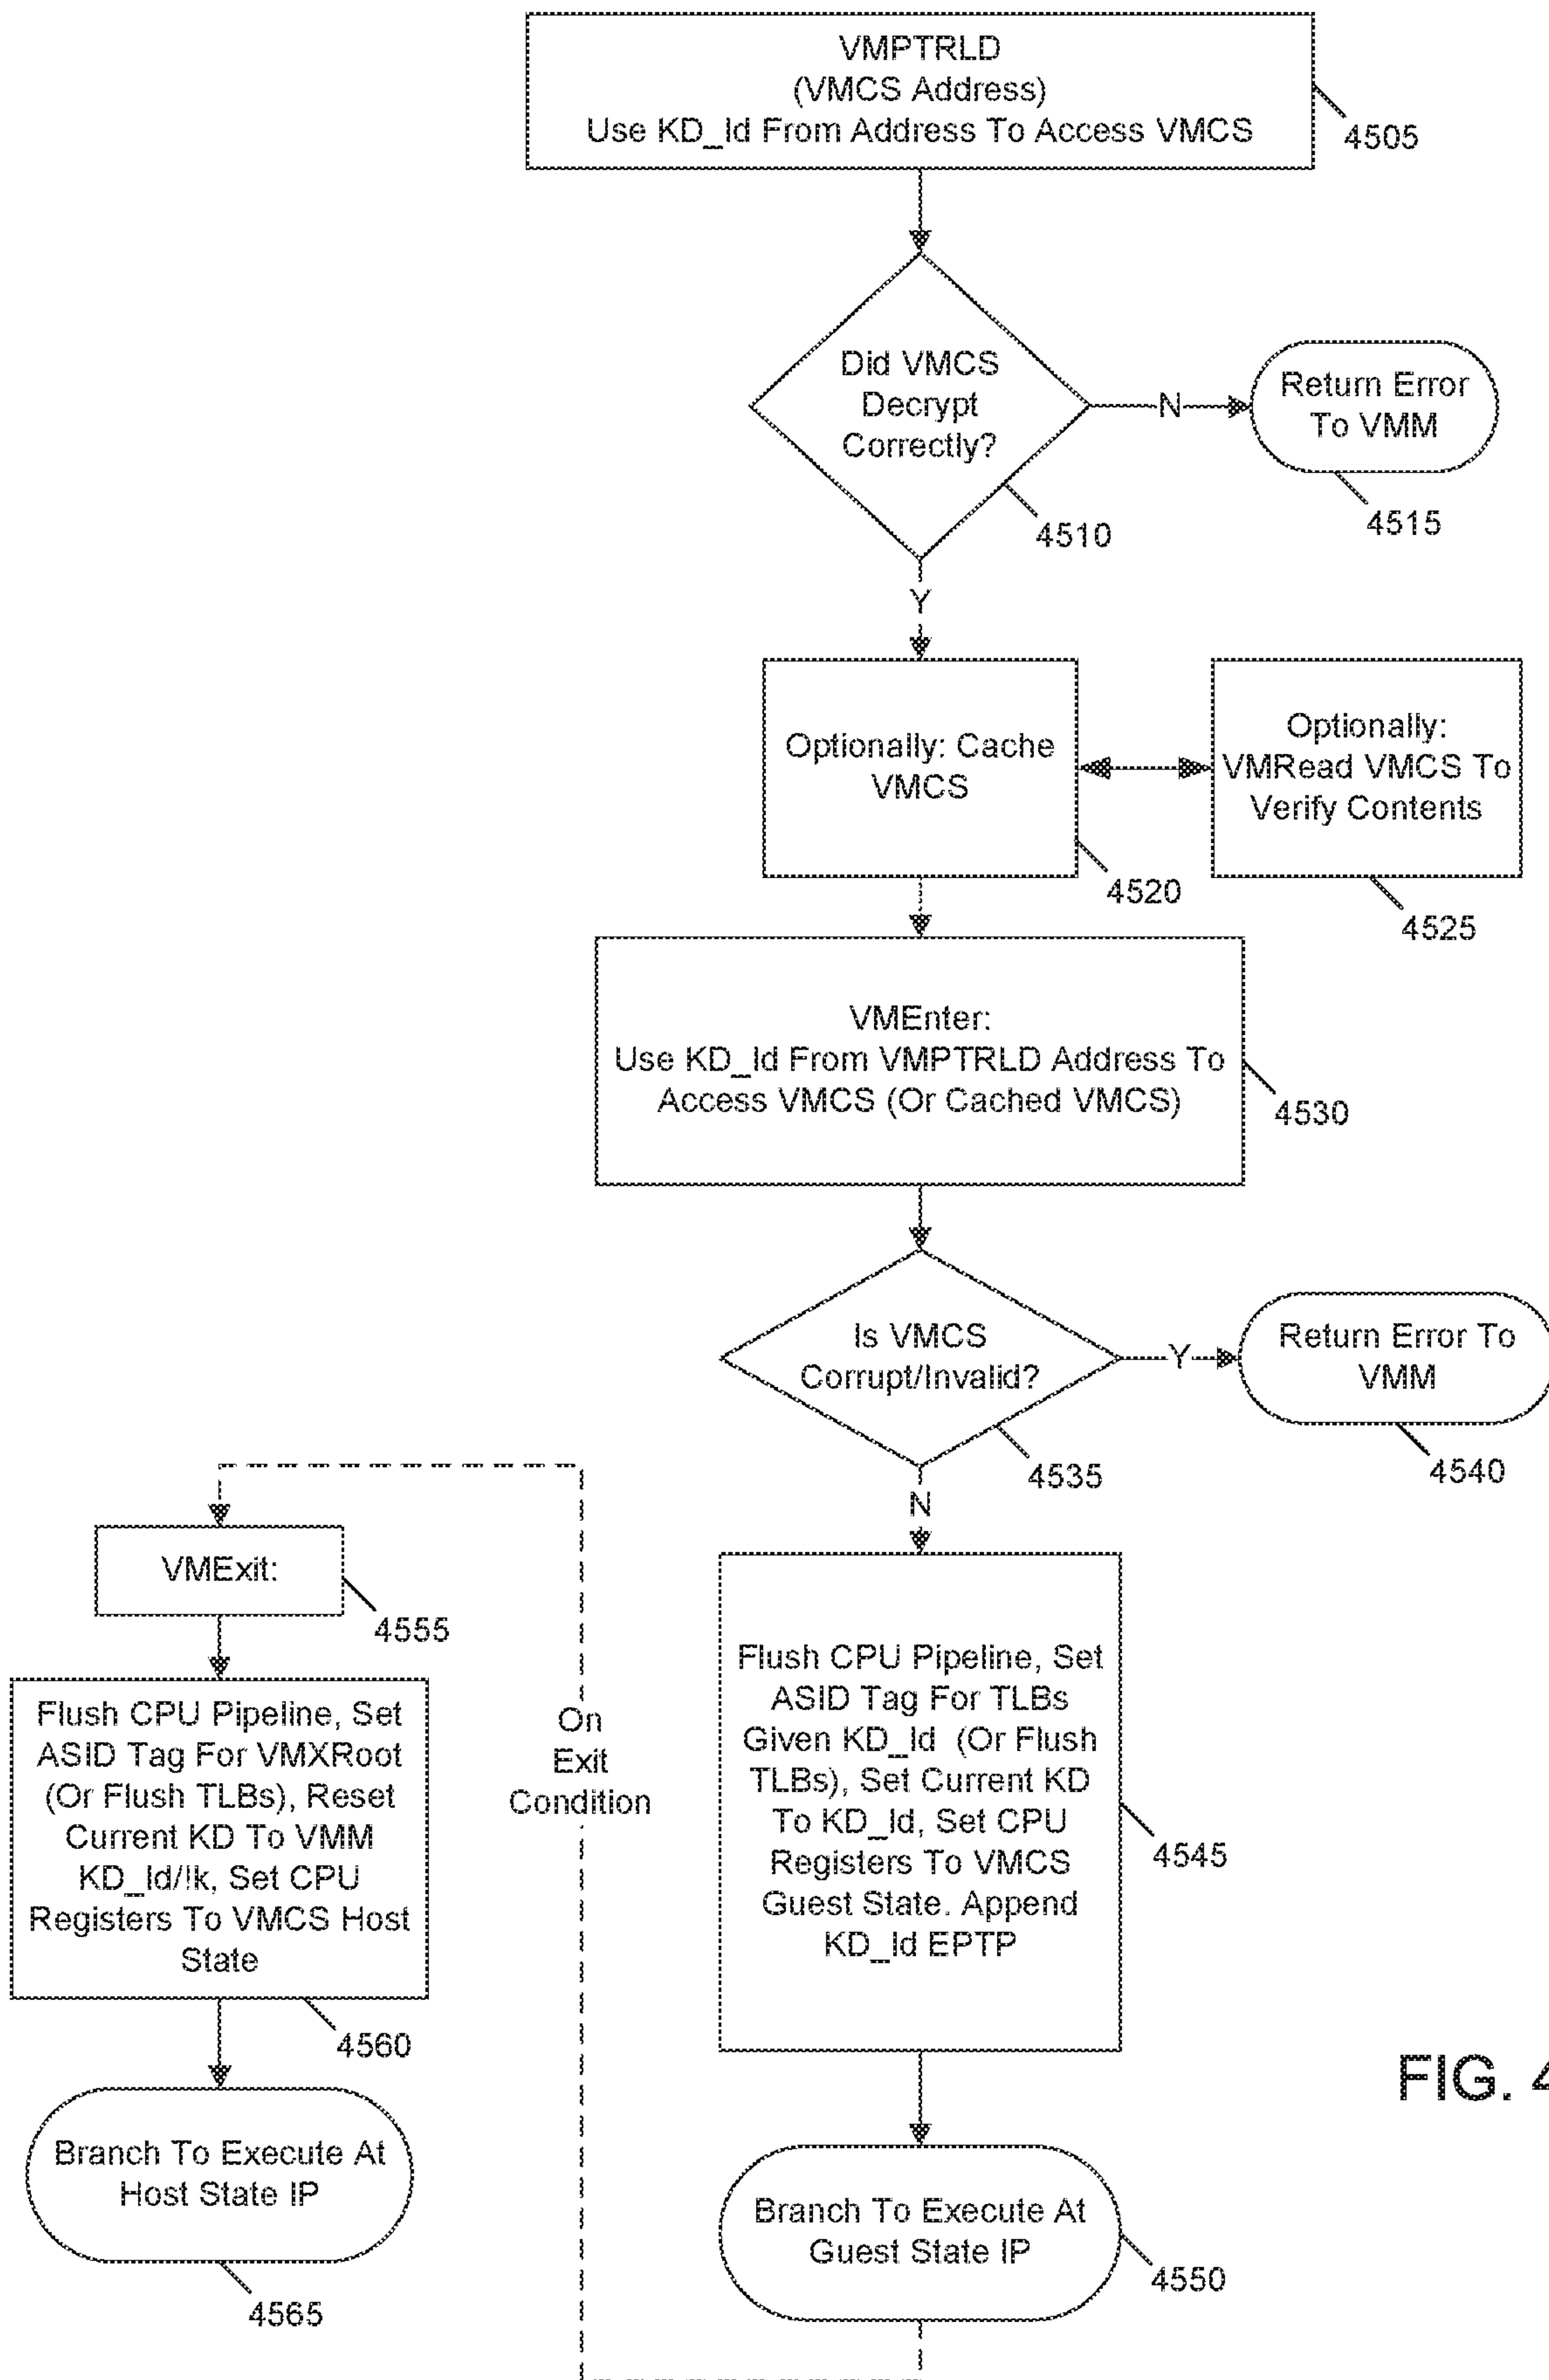 VMPTRLD
(VMCS Address)
Use KD_Id From Address To Access VMCS
4505
Did VMCS
Decrypt
Correctly?
4510
N
Return Error
To VMM
4515
Y
Optionally: Cache
VMCS
4520
Optionally:
VMRead VMCS To
Verify Contents
4525
VMEnter:
Use KD_Id From VMPTRLD Address To
Access VMCS (Or Cached VMCS)
4530
Is VMCS
Corrupt/Invalid?
4535
Y
Return Error To
VMM
4540
N
Flush CPU Pipeline, Set
ASID Tag For TLBs
Given KD_Id (Or Flush
TLBs), Set Current KD
To KD_Id, Set CPU
Registers To VMCS
Guest State. Append
KD_Id EPTP
4545
Branch To Execute At
Guest State IP
4550
On
Exit
Condition
VMExit:
4555
Flush CPU Pipeline, Set
ASID Tag For VMXRoot
(Or Flush TLBs), Reset
Current KD To VMM
KD_Id/!k, Set CPU
Registers To VMCS Host
State
4560
Branch To Execute At
Host State IP
4565
FIG. 4